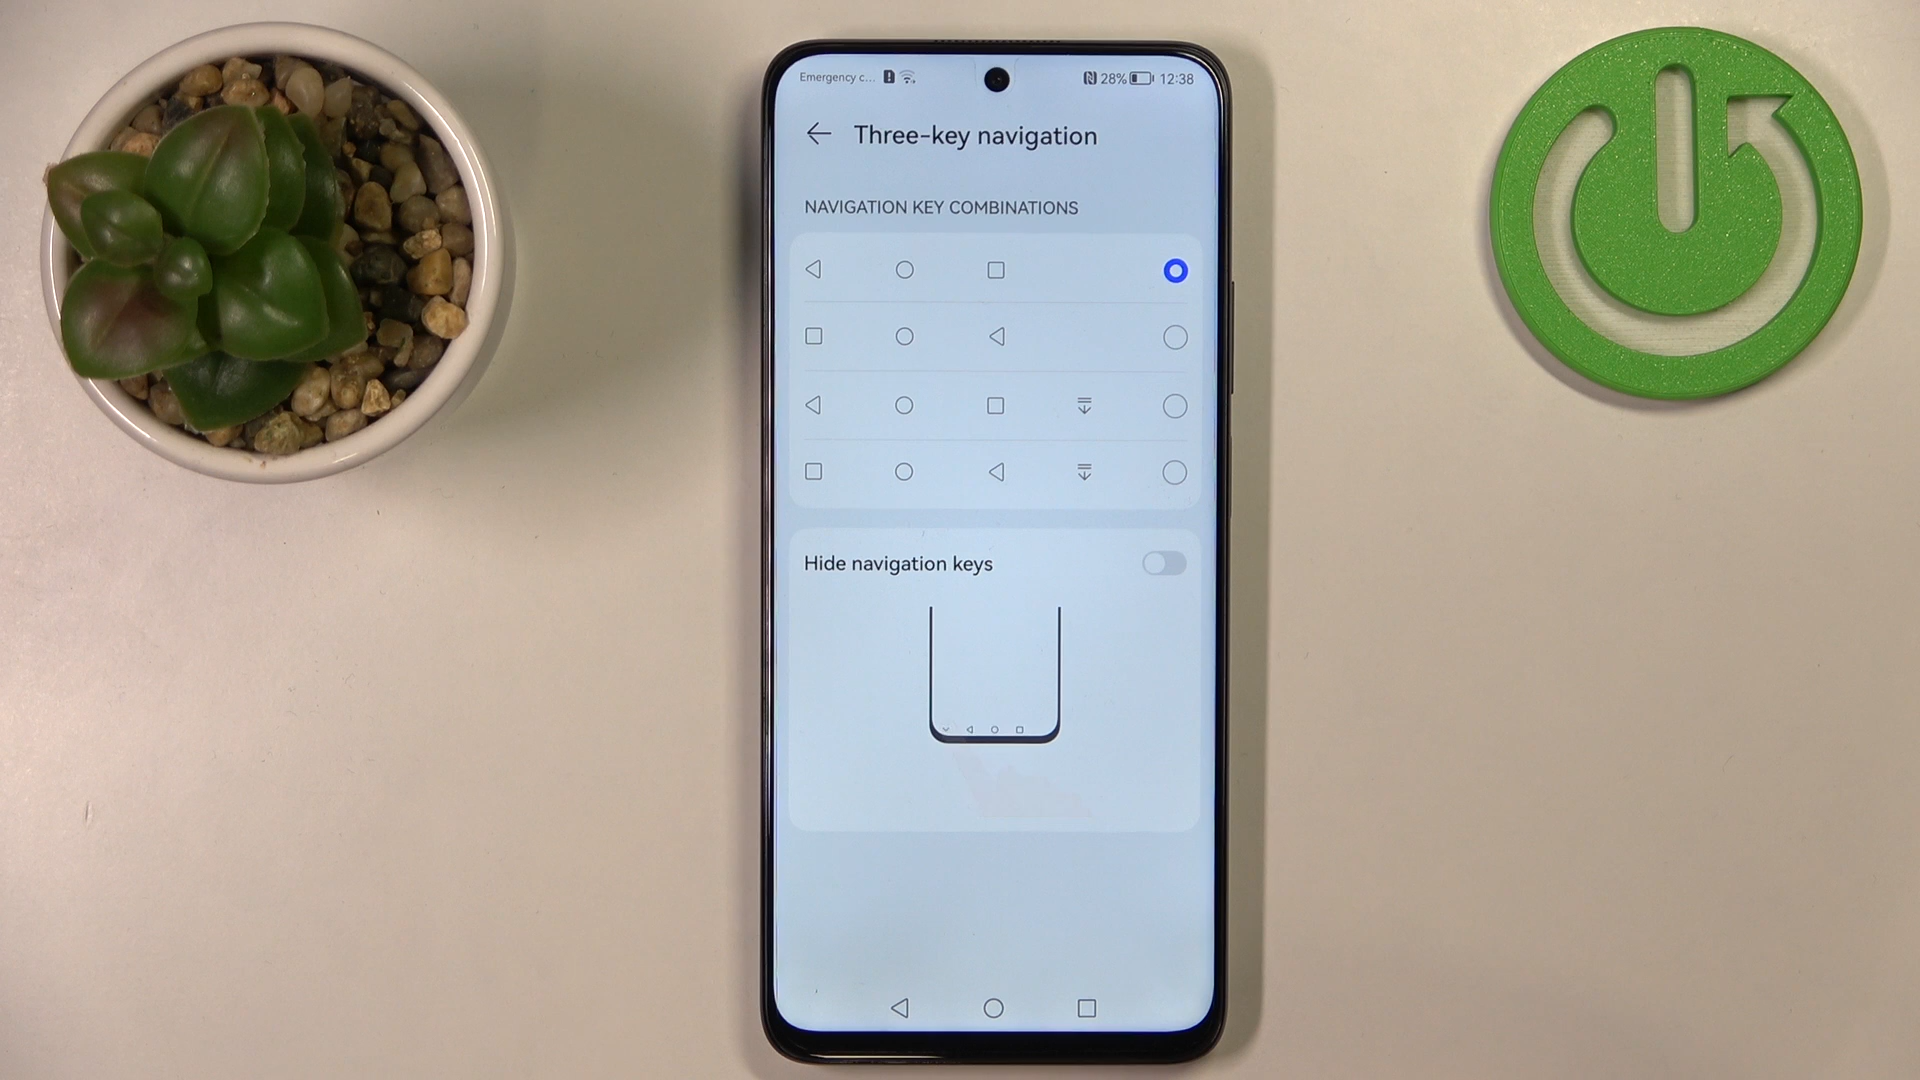 Emergency c... 28% 12:38
Three-key navigation
NAVIGATION KEY COMBINATIONS
Hide navigation keys